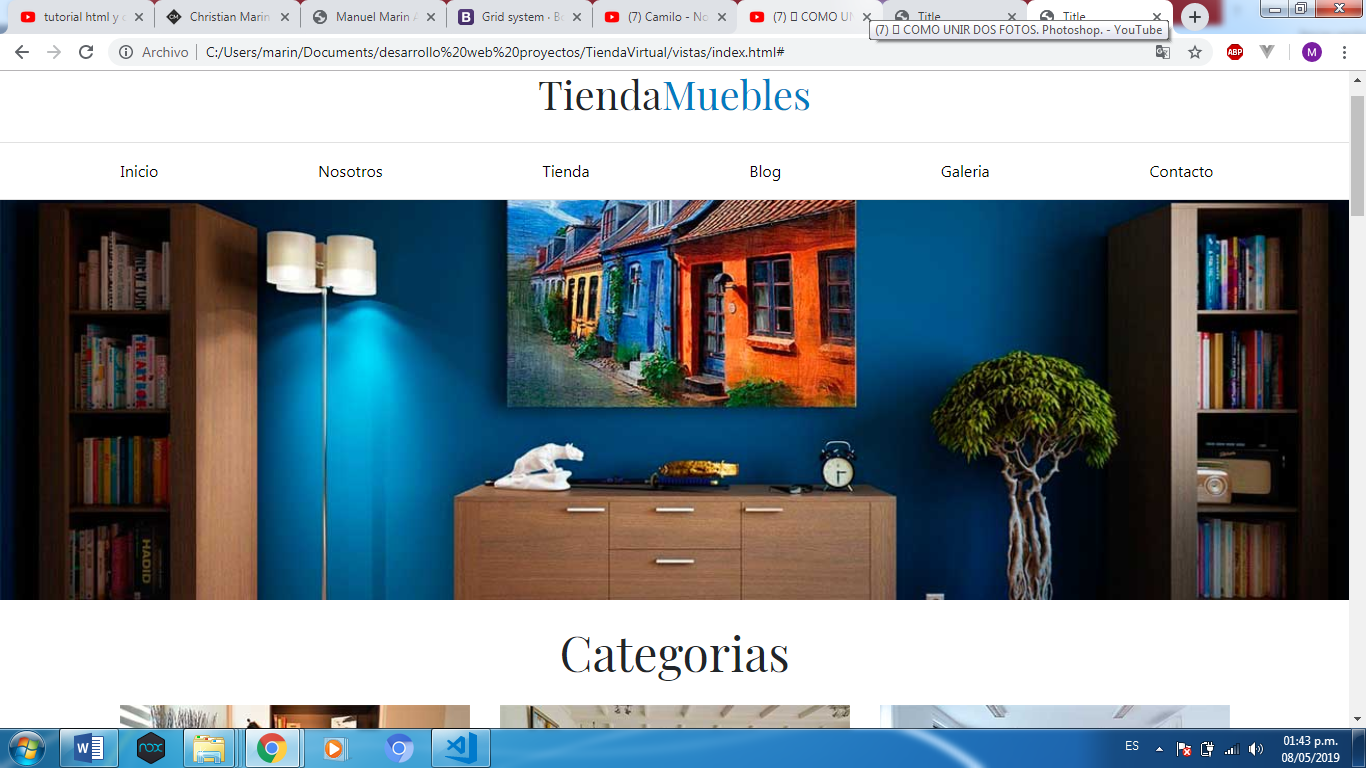 tutorial html y c
Christian Marin
Manuel Marin A
Grid system · Bo
(7) Camilo - No
(7) ▯ COMO UN
Title
Title
(7) ▯ COMO UNIR DOS FOTOS. Photoshop. - YouTube
Archivo | C:/Users/marin/Documents/desarrollo%20web%20proyectos/TiendaVirtual/vistas/index.html#
ABP
M
TiendaMuebles
Inicio
Nosotros
Tienda
Blog
Galeria
Contacto
HADID
Categorias
nox
ES
01:43 p.m.
08/05/2019